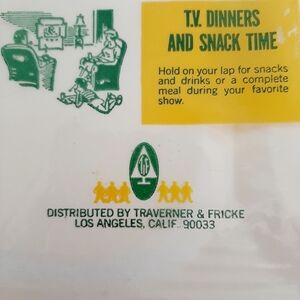 T.V. DINNERS
AND SNACK TIME
Hold on your lap for snacks
and drinks or a complete
meal during your favorite
show.
DISTRIBUTED BY TRAVERNER & FRICKE
LOS ANGELES, CALIF. 90033